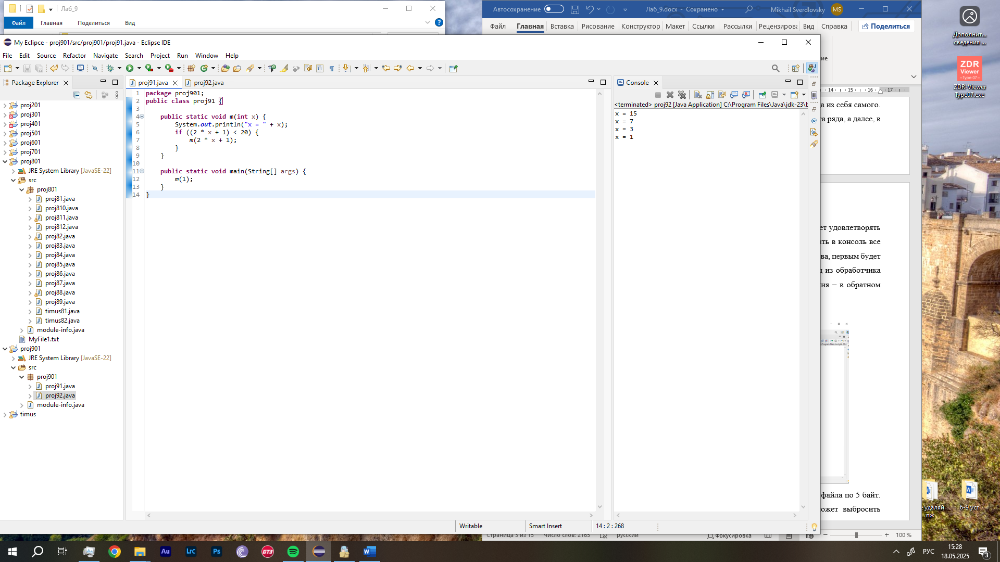 Лаб_9
Файл Главная Поделиться Вид
Автосохранение Лаб_9.docx - Сохранено Mikhail Sverdlovsky MS
Файл Главная Вставка Рисование Конструктор Макет Ссылки Рассылки Рецензирова Вид Справка Поделиться
My Eclipce - proj901/src/proj901/proj91.java - Eclipse IDE
File Edit Source Refactor Navigate Search Project Run Window Help
Package Explorer
proj201
proj301
proj401
proj501
proj601
proj701
proj801
JRE System Library [JavaSE-22]
src
proj801
proj81.java
proj810.java
proj811.java
proj812.java
proj82.java
proj83.java
proj84.java
proj85.java
proj86.java
proj87.java
proj88.java
proj89.java
timus81.java
timus82.java
module-info.java
MyFile1.txt
proj901
JRE System Library [JavaSE-22]
src
proj901
proj91.java
proj92.java
module-info.java
timus
proj91.java proj92.java
1 package proj901;
2 public class proj91 {
3
4 public static void m(int x) {
5 System.out.println("x = " + x);
6 if ((2 * x + 1) < 20) {
7 m(2 * x + 1);
8 }
9 }
10
11 public static void main(String[] args) {
12 m(1);
13 }
14 }
Console
<terminated> proj92 [Java Application] C:\Program Files\Java\jdk-23\b
x = 15
x = 7
x = 3
x = 1
Writable Smart Insert 14 : 2 : 268
ие
14 15 16 17
а из себя самого.
та ряда, а далее, в
ет удовлетворять
ть в консоль все
ва, первым будет
д из обработчика
ия – в обратном
файла по 5 байт.
ожет выбросить
Страница 3 из 15 Число слов: 2165 русский Фокусировка 100 %
Дополнит...
сведения ...
ZDR
Viewer
~Type 07~
ZDR-Viewer
Type07.exe
е удаляй
пж
6-9 уст
Au Lrc Ps GT3
РУС
15:28
18.05.2025
3